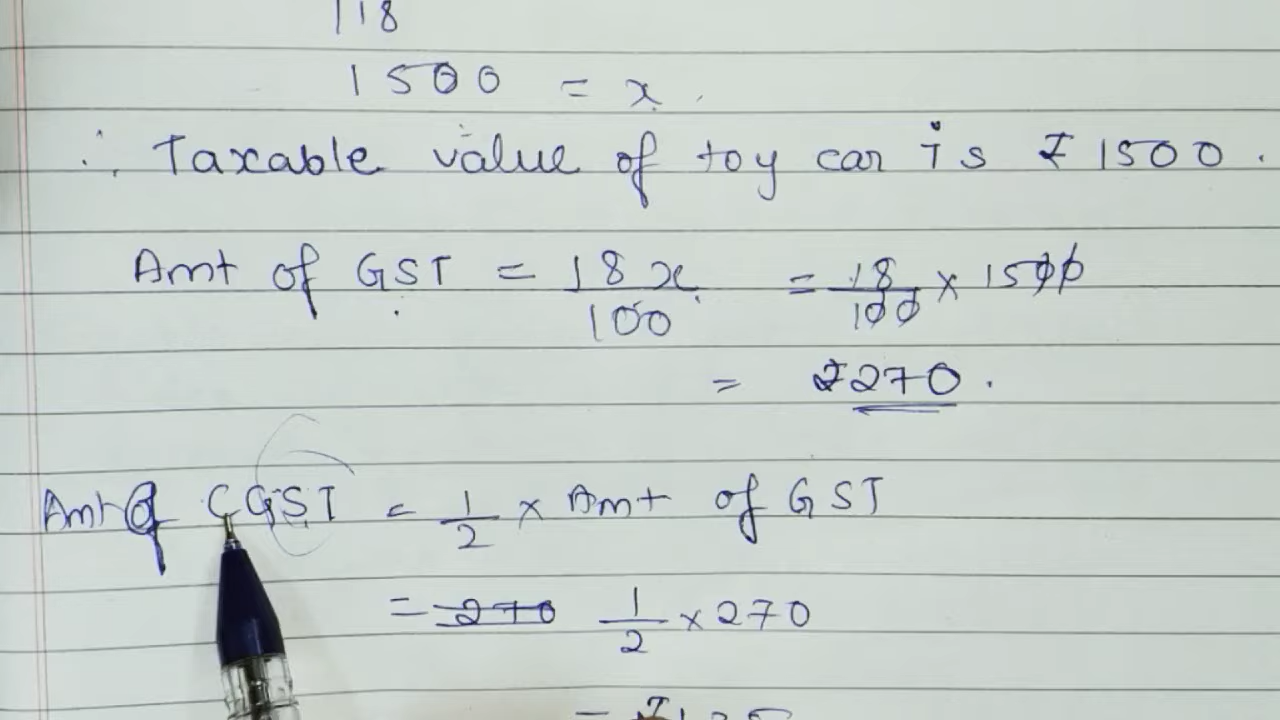 118
1500 = x
∴ Taxable value of toy car is ₹ 1500.
Amt of GST = 18x/100 = 18/100 × 1500
= ₹270.
Amt of CGST = 1/2 × Amt of GST
= 270 1/2 × 270